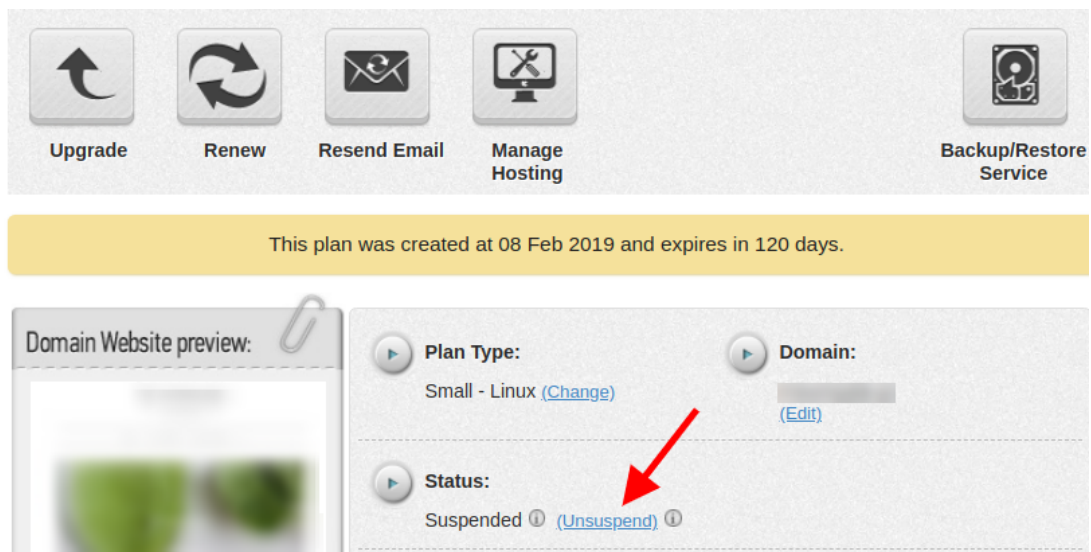 Upgrade
Renew
Resend Email
Manage
Hosting
Backup/Restore
Service
This plan was created at 08 Feb 2019 and expires in 120 days.
Domain Website preview:
Plan Type:
Small - Linux (Change)
Domain:
(Edit)
Status:
Suspended (Unsuspend)